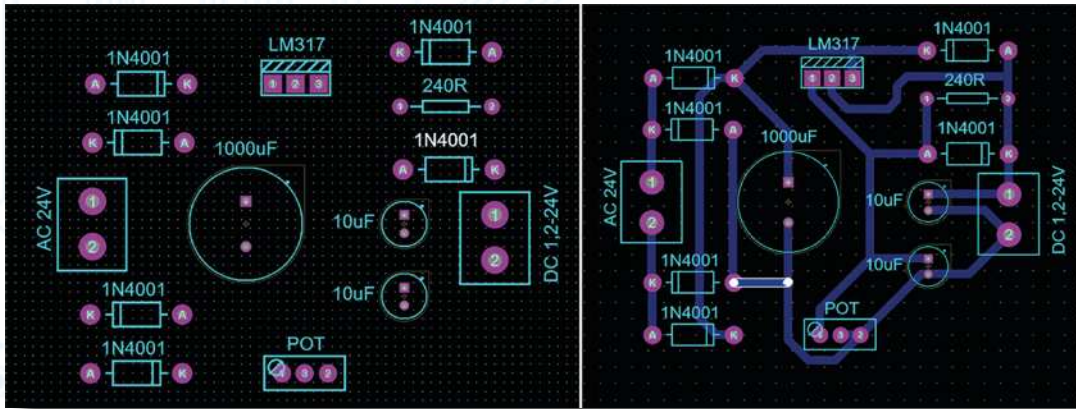 1N4001
A K
1N4001
K A
LM317
1 2 3
1N4001
K A
240R
1 2
1N4001
A K
1000uF
AC 24V
1
2
10uF
10uF
DC 1,2-24V
1
2
1N4001
K A
1N4001
A K
POT
1 3 2
1N4001
A K
1N4001
K A
LM317
1 2 3
1N4001
K A
240R
1 2
1N4001
A K
1000uF
AC 24V
1
2
10uF
10uF
DC 1,2-24V
1
2
1N4001
K
1N4001
A K
POT
1 3 2